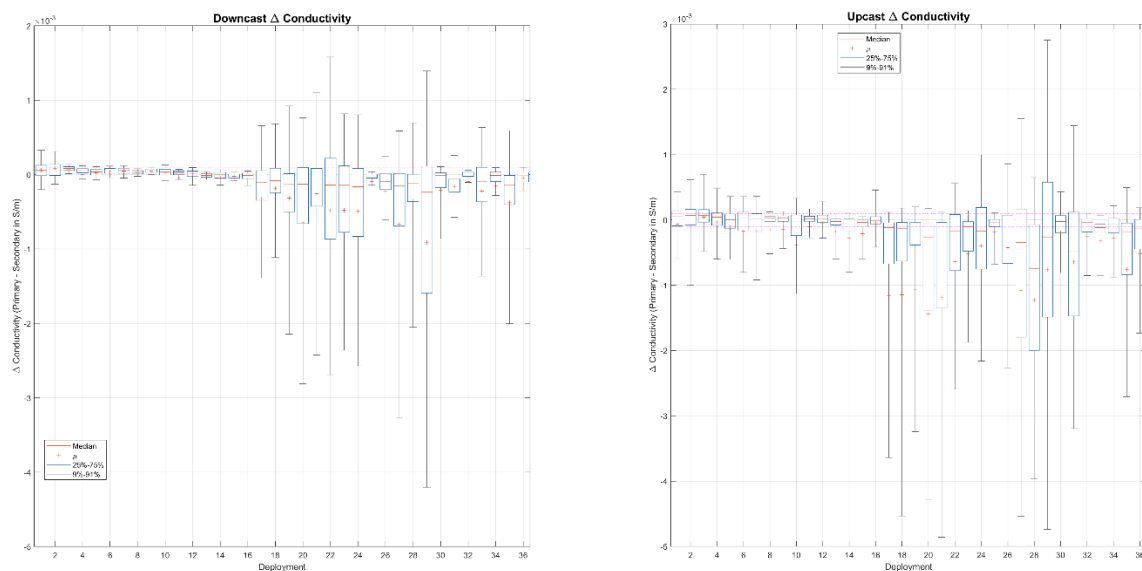 Downcast Δ Conductivity
×10⁻³
2
1
0
-1
-2
-3
-4
-5
Δ Conductivity (Primary - Secondary in S/m)
Median
μ
25%-75%
9%-91%
2 4 6 8 10 12 14 16 18 20 22 24 26 28 30 32 34 36
Deployment
Upcast Δ Conductivity
×10⁻³
3
2
1
0
-1
-2
-3
-4
-5
Δ Conductivity (Primary - Secondary in S/m)
Median
μ
25%-75%
9%-91%
2 4 6 8 10 12 14 16 18 20 22 24 26 28 30 32 34 36
Deployment